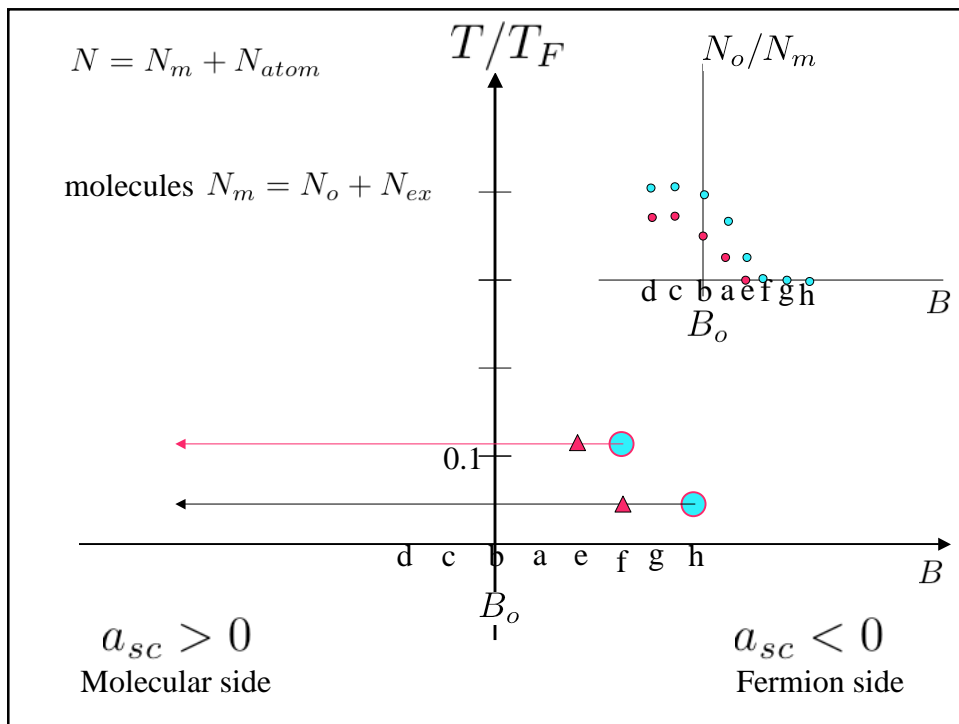 T/T_F
N_o/N_m
N = N_m + N_atom
molecules N_m = N_o + N_ex
d c b a e f g h
B
B_o
0.1
d c b a e f g h
B
B_o
a_sc > 0
a_sc < 0
Molecular side
Fermion side